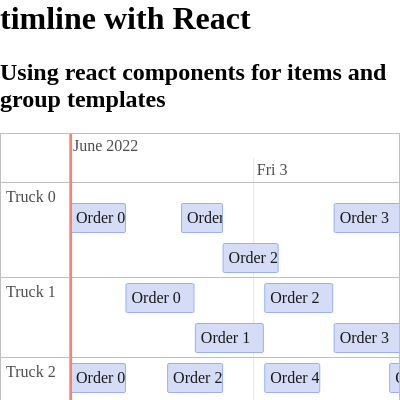 timline with React
Using react components for items and
group templates
June 2022
Fri 3
Truck 0
Order 0
Order
Order 3
Order 2
Truck 1
Order 0
Order 2
Order 1
Order 3
Truck 2
Order 0
Order 2
Order 4